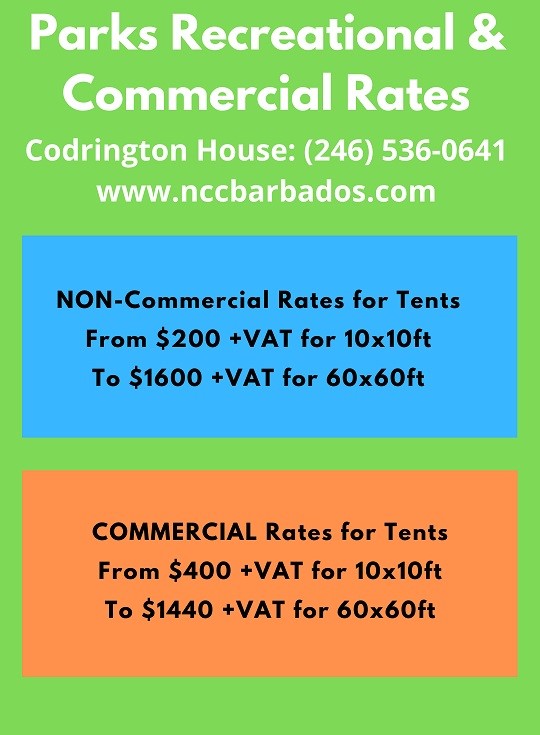 Parks Recreational &
Commercial Rates
Codrington House: (246) 536-0641
www.nccbarbados.com
NON-Commercial Rates for Tents
From $200 +VAT for 10x10ft
To $1600 +VAT for 60x60ft
COMMERCIAL Rates for Tents
From $400 +VAT for 10x10ft
To $1440 +VAT for 60x60ft